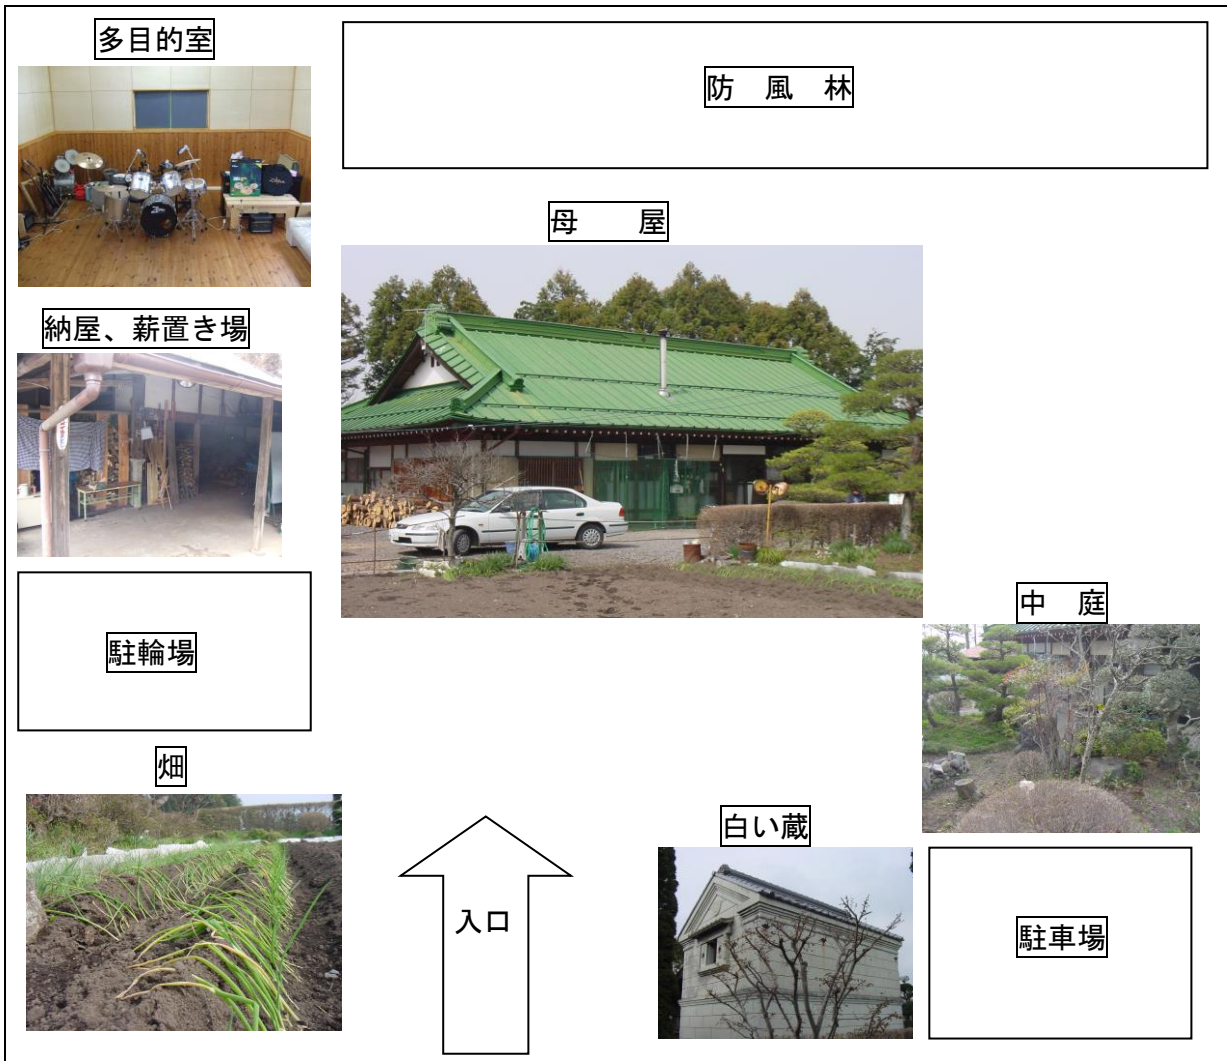 多目的室
防　風　林
母　　屋
納屋、薪置き場
駐輪場
中　庭
畑
白い蔵
入口
駐車場